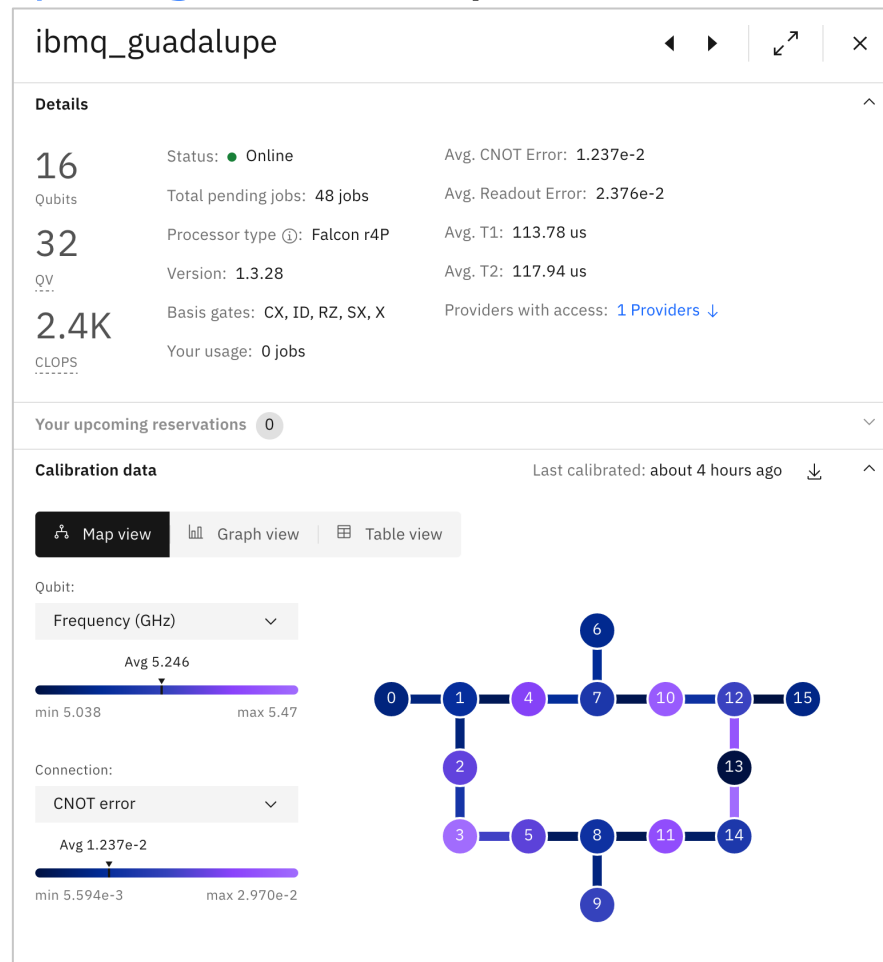 ibmq_guadalupe
Details
16
Qubits
32
QV
2.4K
CLOPS
Status: Online
Total pending jobs: 48 jobs
Processor type ⓘ: Falcon r4P
Version: 1.3.28
Basis gates: CX, ID, RZ, SX, X
Your usage: 0 jobs
Avg. CNOT Error: 1.237e-2
Avg. Readout Error: 2.376e-2
Avg. T1: 113.78 us
Avg. T2: 117.94 us
Providers with access: 1 Providers ↓
Your upcoming reservations 0
Calibration data
Last calibrated: about 4 hours ago
Map view
Graph view
Table view
Qubit:
Frequency (GHz)
Avg 5.246
min 5.038 max 5.47
Connection:
CNOT error
Avg 1.237e-2
min 5.594e-3 max 2.970e-2
6
0 1 4 7 10 12 15
2 13
3 5 8 11 14
9